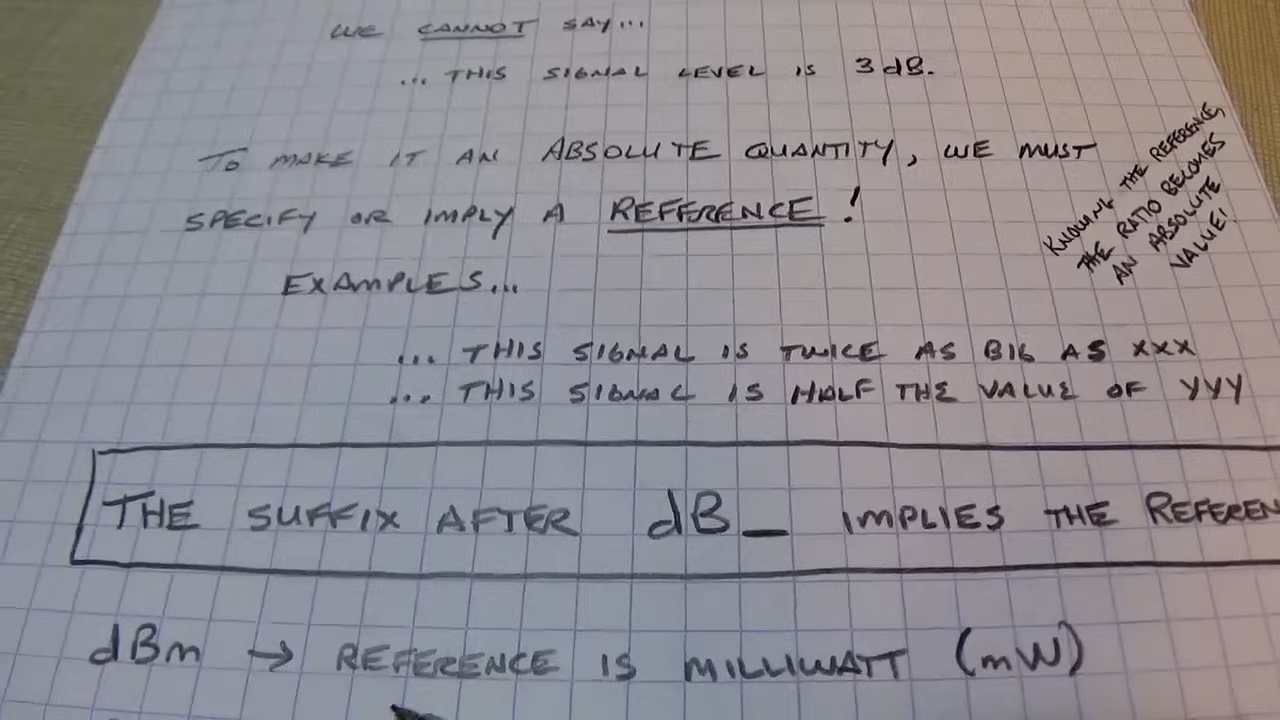 WE CANNOT SAY...
... THIS SIGNAL LEVEL IS 3dB.
TO MAKE IT AN ABSOLUTE QUANTITY, WE MUST
SPECIFY OR IMPLY A REFERENCE!
KNOWING THE REFERENCE,
THE RATIO BECOMES
AN ABSOLUTE
VALUE!
EXAMPLES...
... THIS SIGNAL IS TWICE AS BIG AS XXX
... THIS SIGNAL IS HALF THE VALUE OF YYY
THE SUFFIX AFTER dB_ IMPLIES THE REFEREN
dBm → REFERENCE IS MILLIWATT (mW)